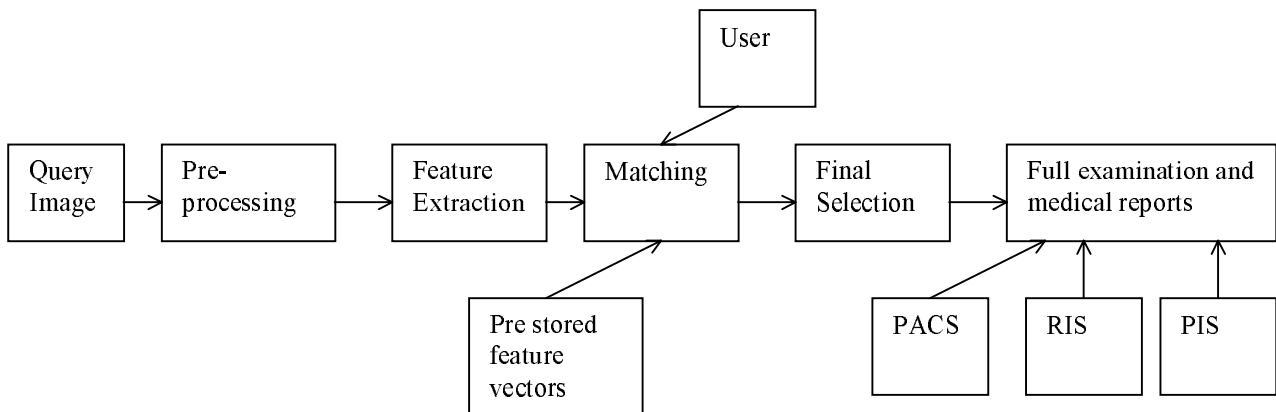 User
Query
Image
Pre-
processing
Feature
Extraction
Matching
Final
Selection
Full examination and
medical reports
Pre stored
feature
vectors
PACS
RIS
PIS